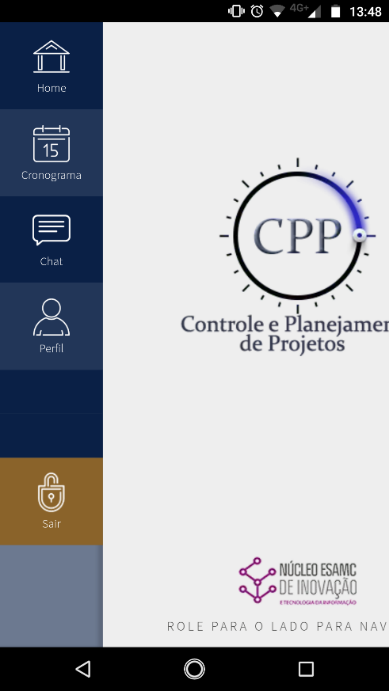 4G+ 13:48
Home
15
Cronograma
Chat
Perfil
Sair
CPP
Controle e Planejamen
de Projetos
NÚCLEO ESAMC
DE INOVAÇÃO
E TECNOLOGIA DA INFORMAÇÃO
ROLE PARA O LADO PARA NAV